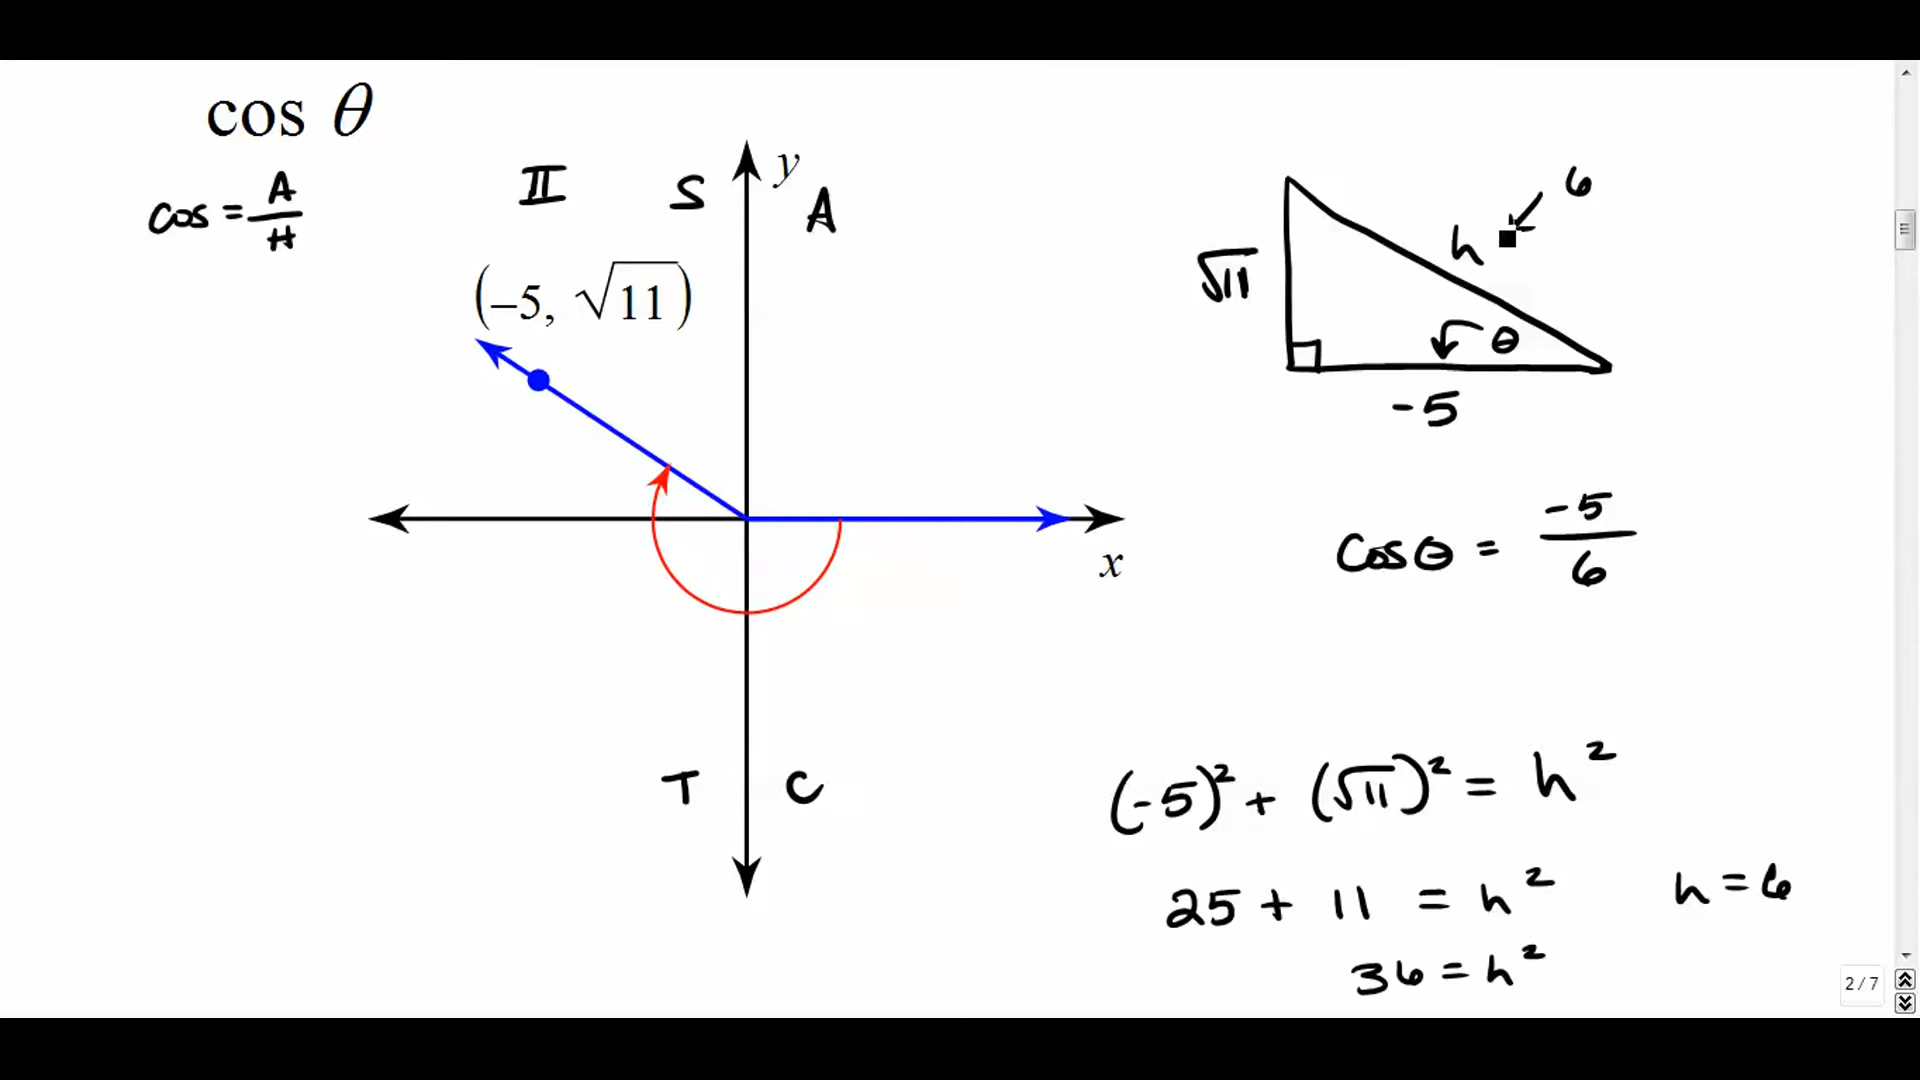 cos θ
cos = A/H
II
S
y
A
(−5, √11)
x
T
C
6
h
√11
θ
-5
cosθ = -5/6
(-5)² + (√11)² = h²
25 + 11 = h²
h = 6
36 = h²
2 / 7